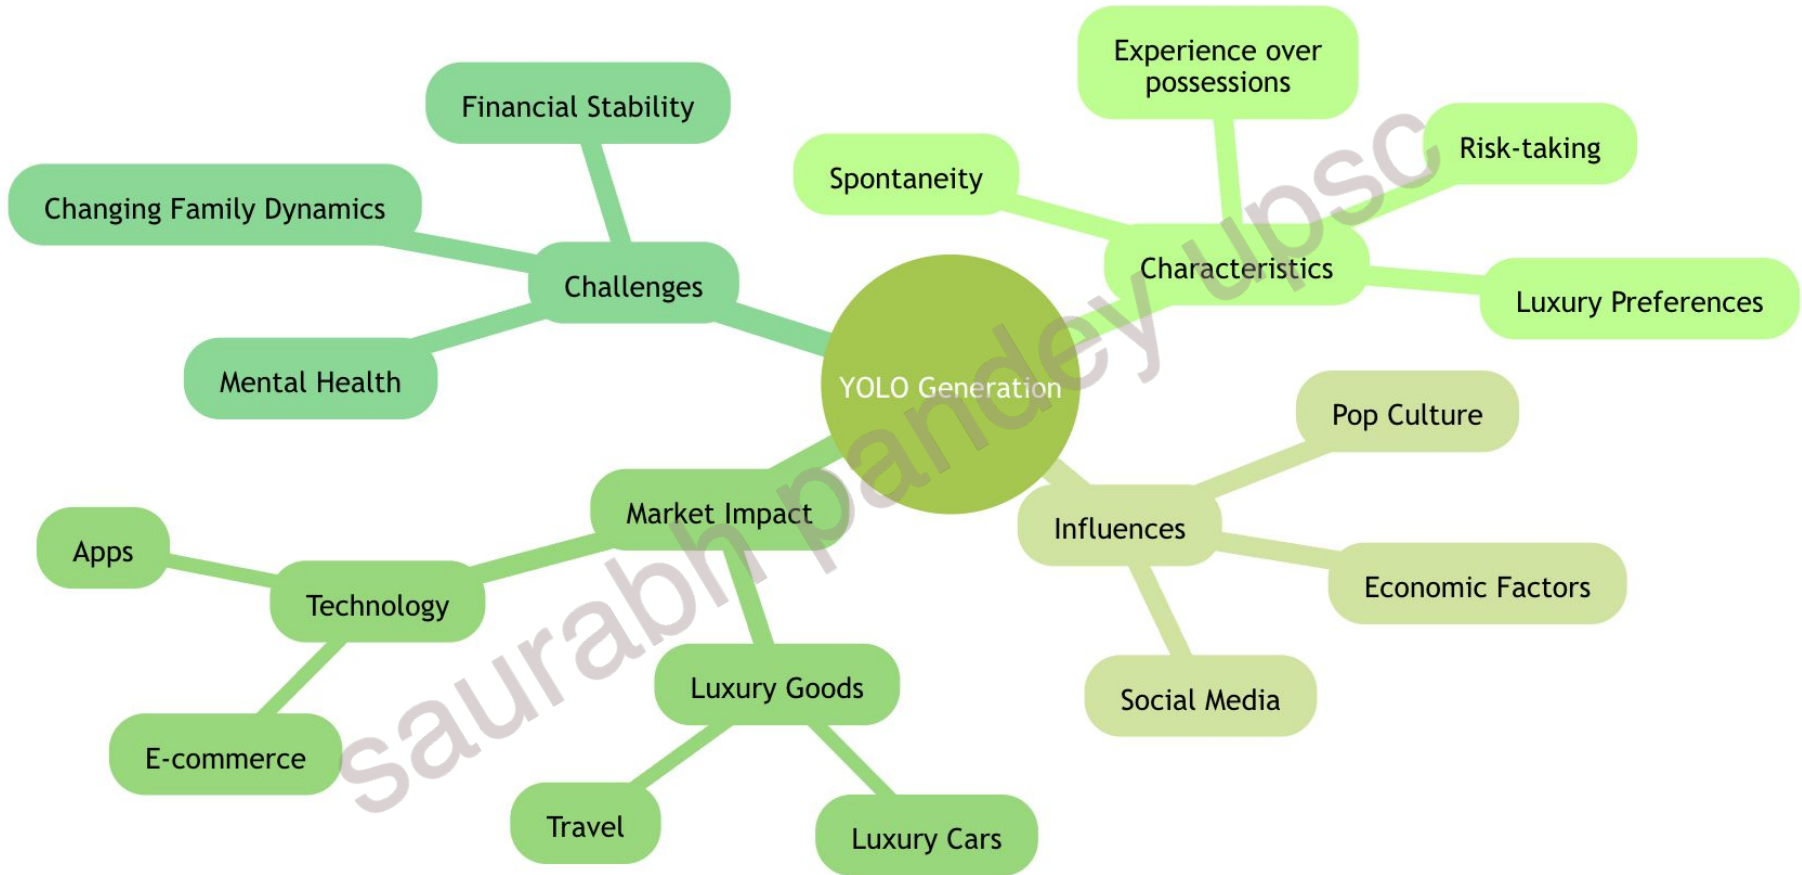 Experience over
possessions
Financial Stability
Risk-taking
Spontaneity
Changing Family Dynamics
Characteristics
Challenges
Luxury Preferences
Mental Health
YOLO Generation
Pop Culture
Market Impact
Influences
Apps
Technology
Economic Factors
Luxury Goods
Social Media
E-commerce
Travel
Luxury Cars
saurabh pandey upsc